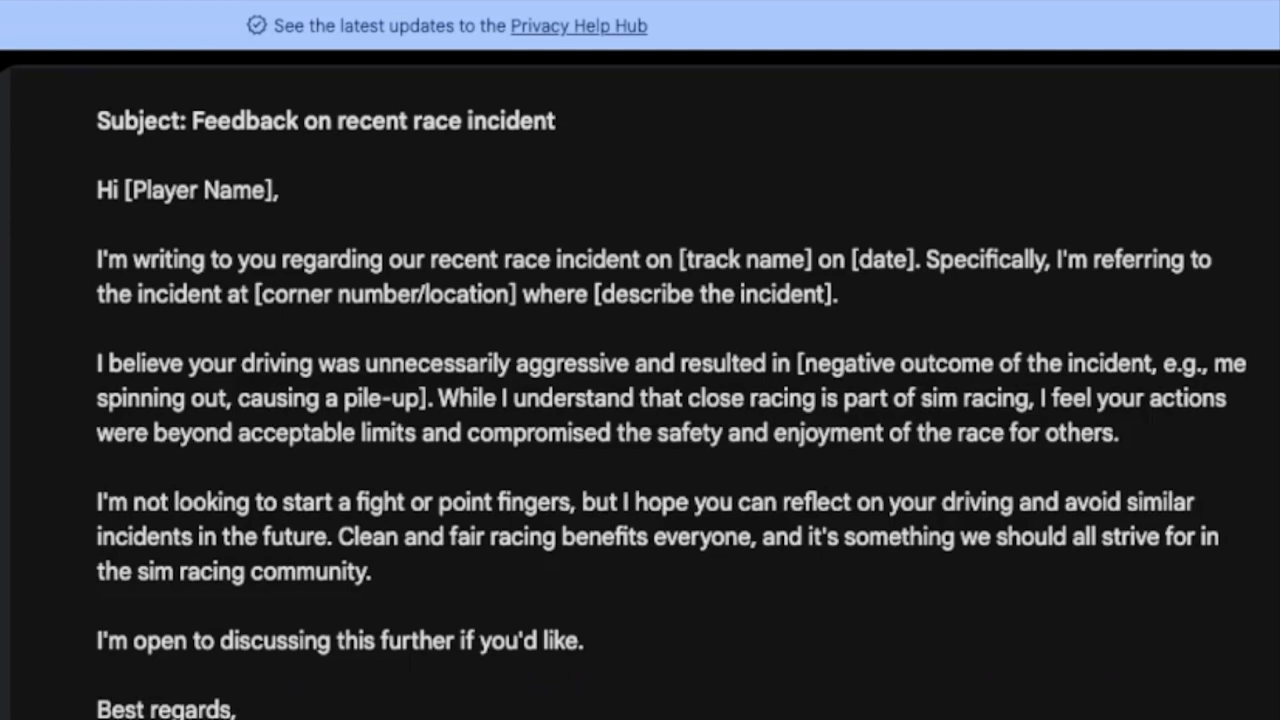 See the latest updates to the Privacy Help Hub
Subject: Feedback on recent race incident
Hi [Player Name],
I'm writing to you regarding our recent race incident on [track name] on [date]. Specifically, I'm referring to
the incident at [corner number/location] where [describe the incident].
I believe your driving was unnecessarily aggressive and resulted in [negative outcome of the incident, e.g., me
spinning out, causing a pile-up]. While I understand that close racing is part of sim racing, I feel your actions
were beyond acceptable limits and compromised the safety and enjoyment of the race for others.
I'm not looking to start a fight or point fingers, but I hope you can reflect on your driving and avoid similar
incidents in the future. Clean and fair racing benefits everyone, and it's something we should all strive for in
the sim racing community.
I'm open to discussing this further if you'd like.
Best regards,